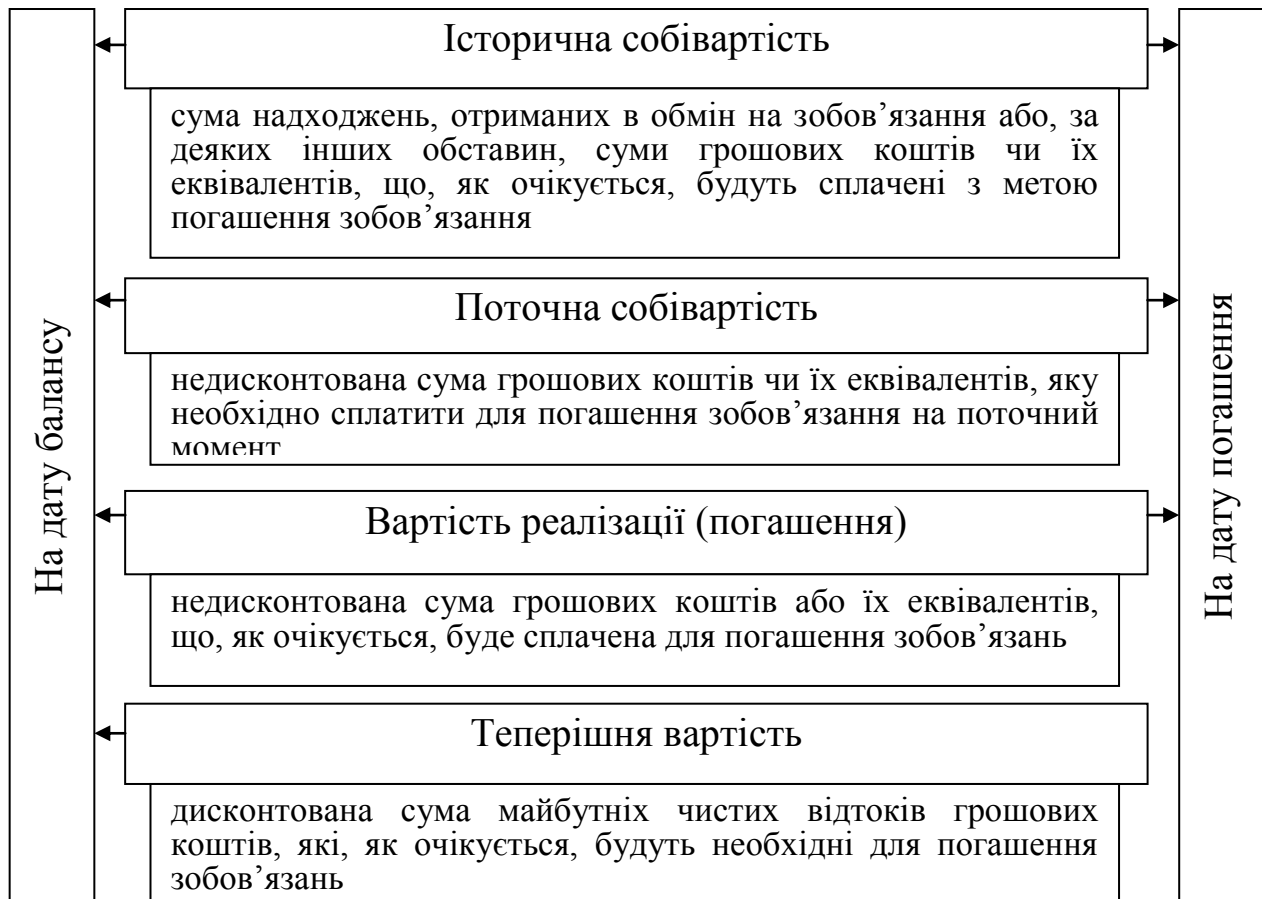 На дату балансу
Історична собівартість
сума надходжень, отриманих в обмін на зобов’язання або, за
деяких інших обставин, суми грошових коштів чи їх
еквівалентів, що, як очікується, будуть сплачені з метою
погашення зобов’язання
Поточна собівартість
недисконтована сума грошових коштів чи їх еквівалентів, яку
необхідно сплатити для погашення зобов’язання на поточний
момент
Вартість реалізації (погашення)
недисконтована сума грошових коштів або їх еквівалентів,
що, як очікується, буде сплачена для погашення зобов’язань
Теперішня вартість
дисконтована сума майбутніх чистих відтоків грошових
коштів, які, як очікується, будуть необхідні для погашення
зобов’язань
На дату погашення